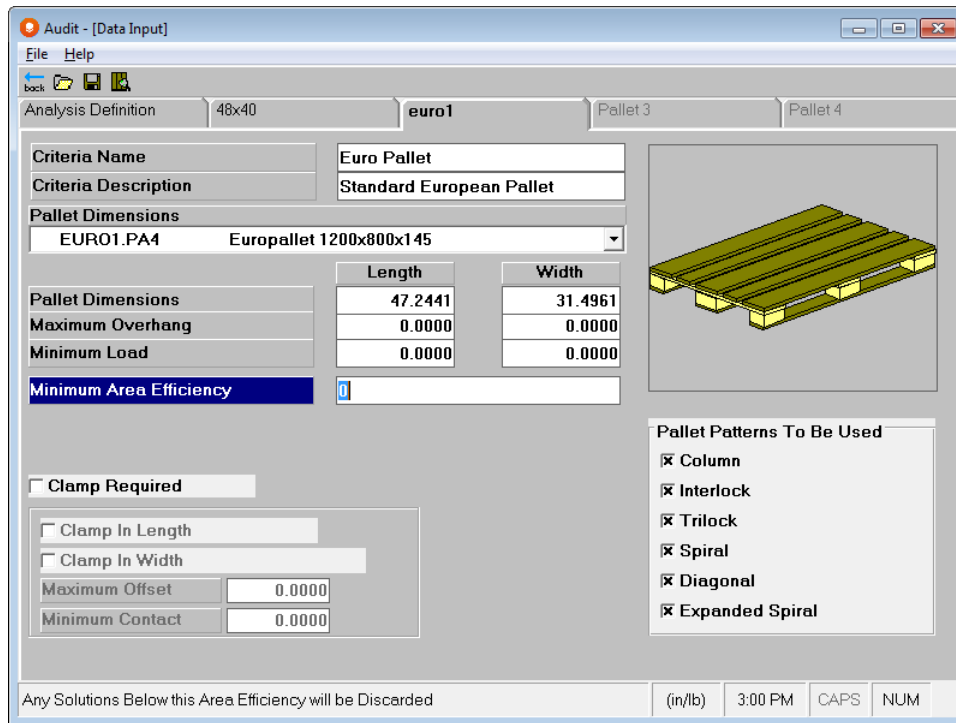 Audit - [Data Input]
File Help
back
Analysis Definition 48x40 euro1 Pallet 3 Pallet 4
Criteria Name Euro Pallet
Criteria Description Standard European Pallet
Pallet Dimensions
EURO1.PA4 Europallet 1200x800x145
Length Width
Pallet Dimensions 47.2441 31.4961
Maximum Overhang 0.0000 0.0000
Minimum Load 0.0000 0.0000
Minimum Area Efficiency 0
Pallet Patterns To Be Used
Column
Interlock
Trilock
Spiral
Diagonal
Expanded Spiral
Clamp Required
Clamp In Length
Clamp In Width
Maximum Offset 0.0000
Minimum Contact 0.0000
Any Solutions Below this Area Efficiency will be Discarded (in/lb) 3:00 PM CAPS NUM